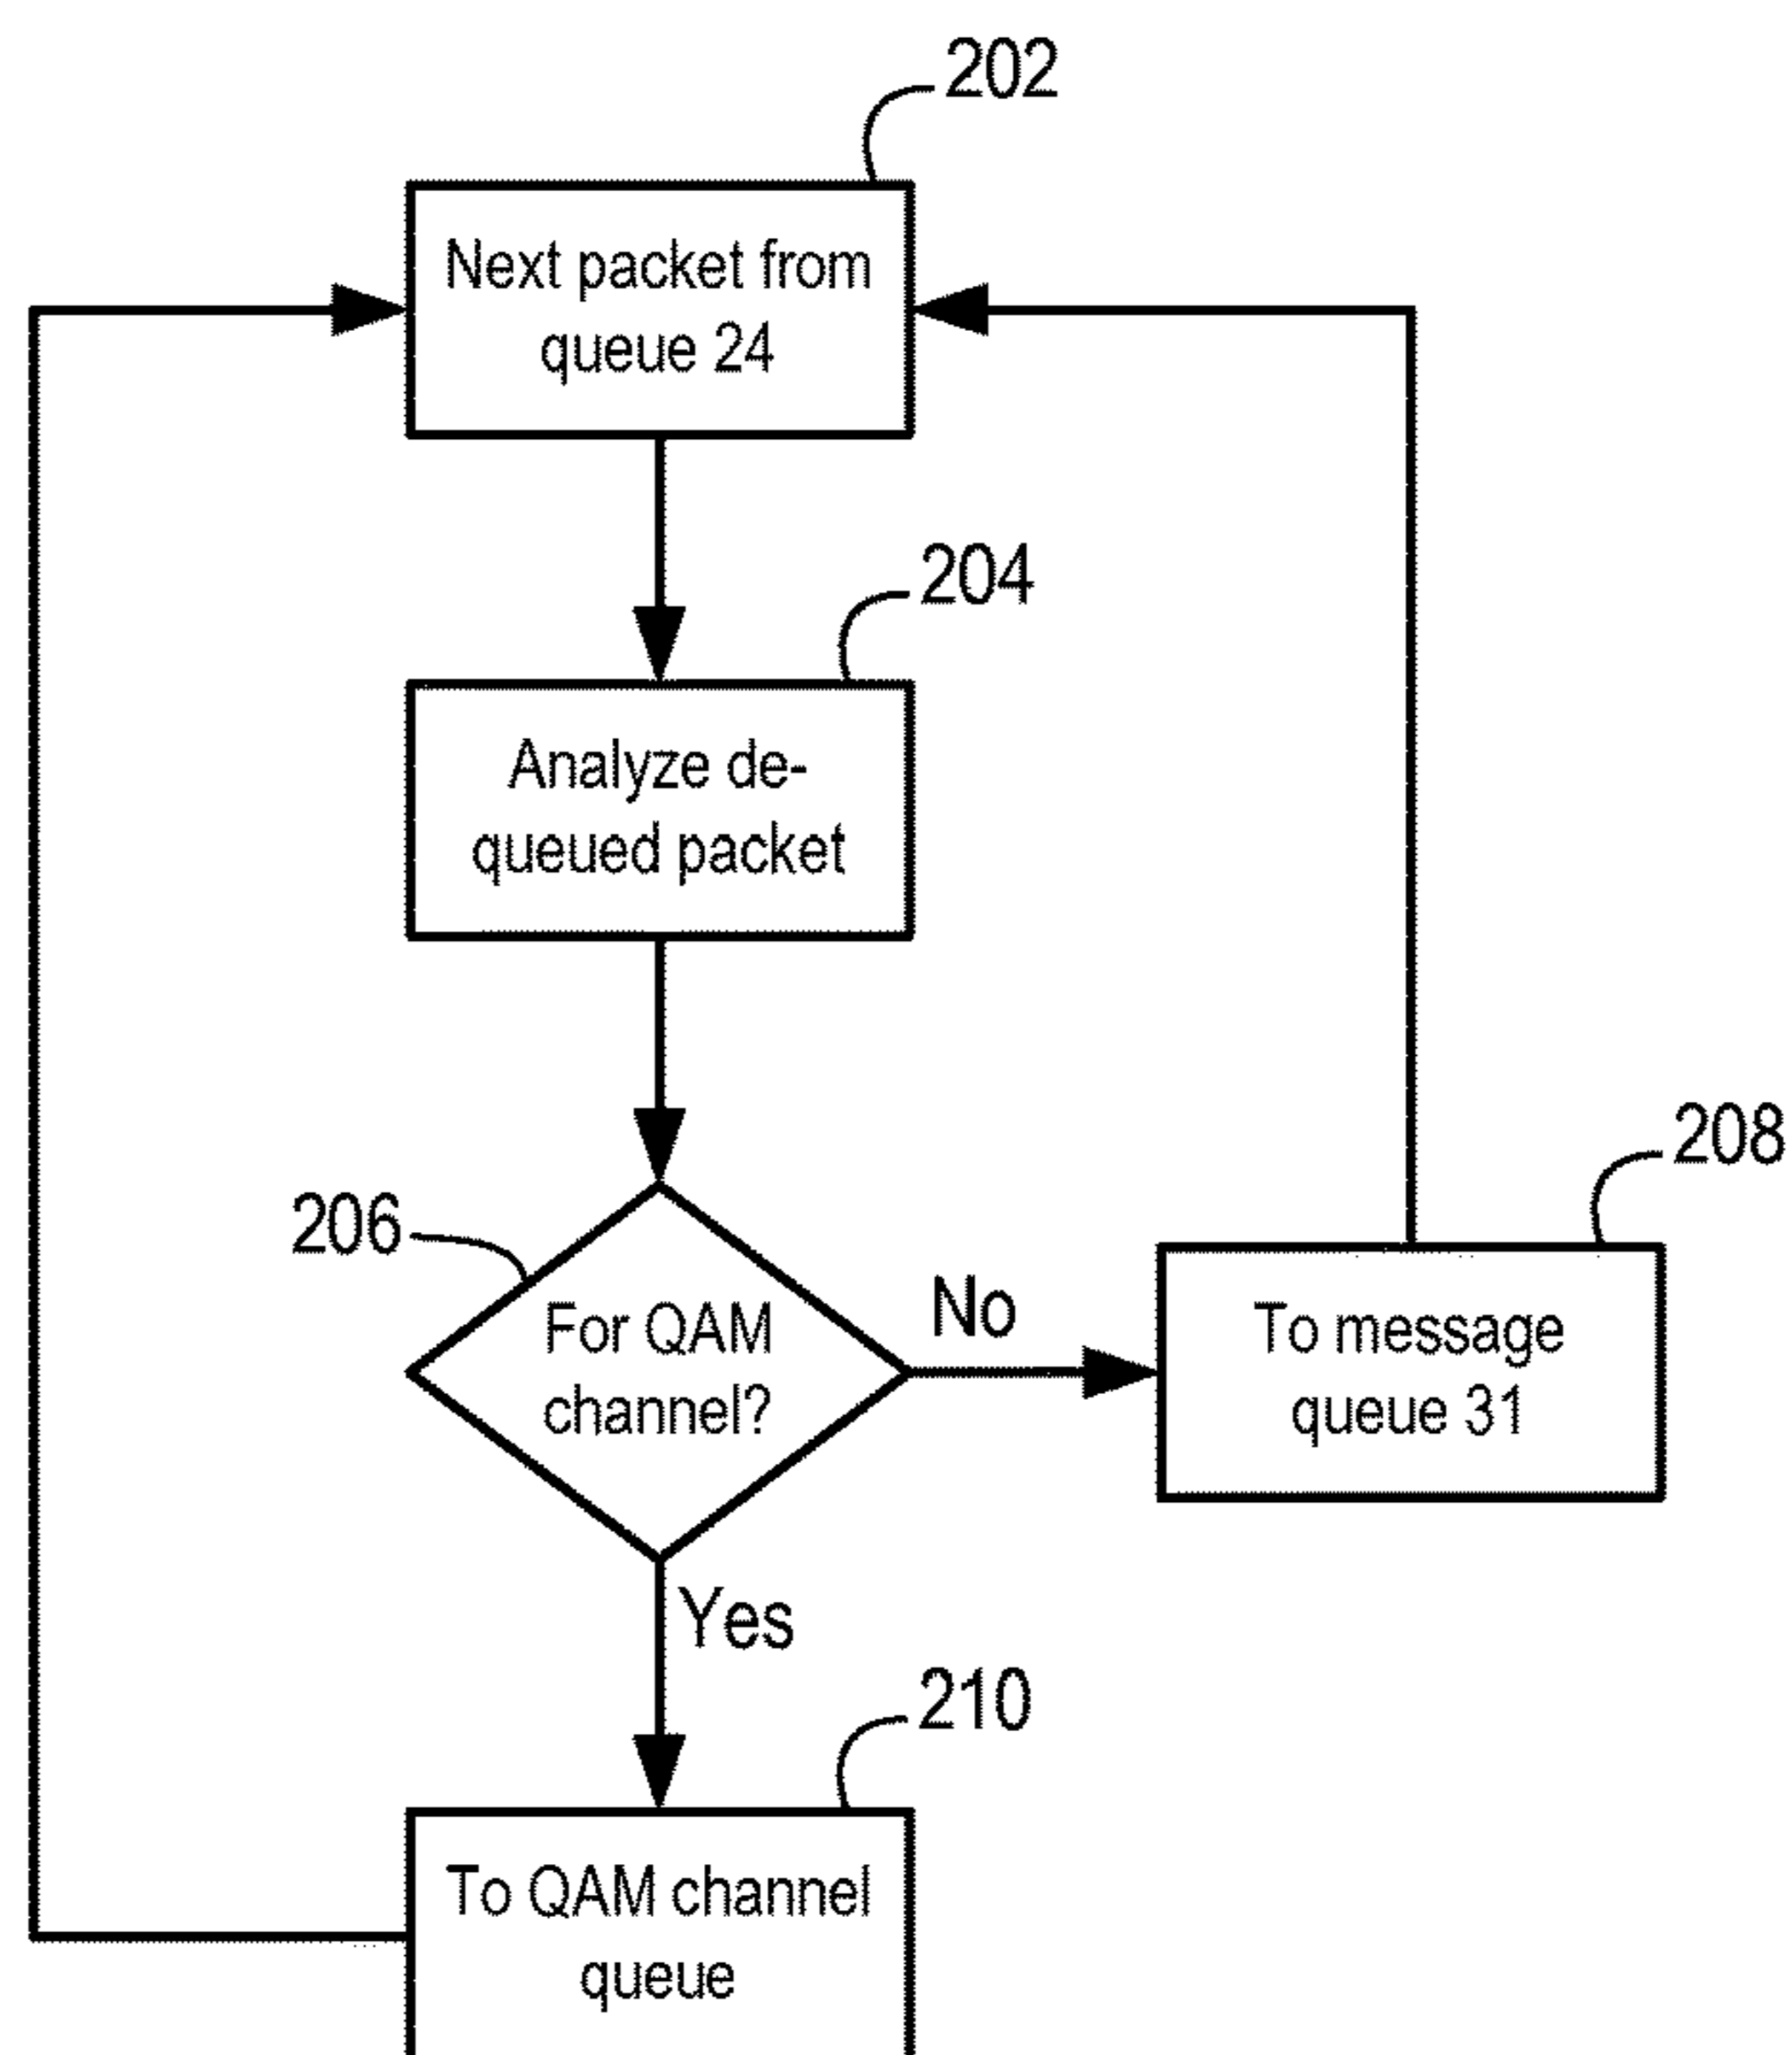 202
Next packet from
queue 24
204
Analyze de-
queued packet
206
For QAM
channel?
No
208
To message
queue 31
Yes
210
To QAM channel
queue